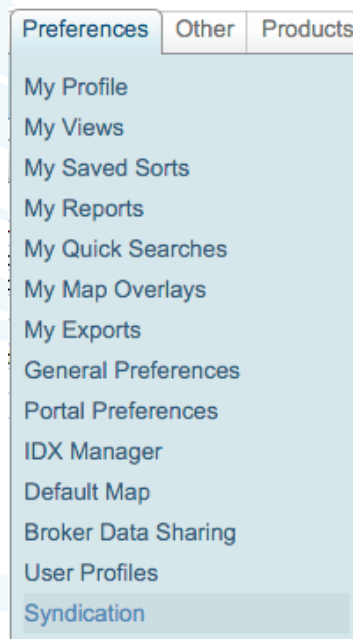 Preferences Other Products
My Profile
My Views
My Saved Sorts
My Reports
My Quick Searches
My Map Overlays
My Exports
General Preferences
Portal Preferences
IDX Manager
Default Map
Broker Data Sharing
User Profiles
Syndication